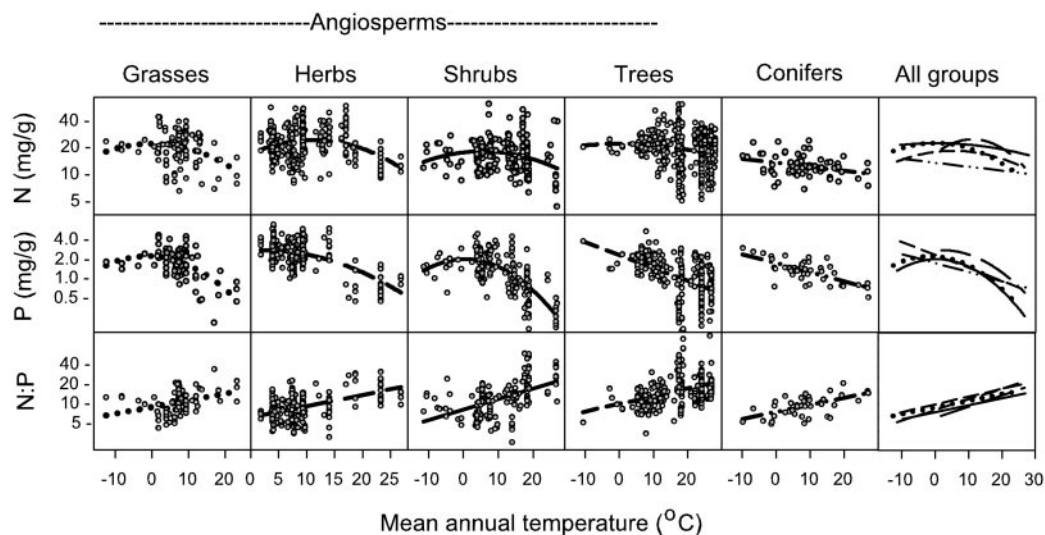 --------------------------Angiosperms--------------------------
Grasses Herbs Shrubs Trees Conifers All groups
N (mg/g)
40
20
10
5
P (mg/g)
4.0
2.0
1.0
0.5
N:P
40
20
10
5
-10 0 10 20 0 5 10 15 20 25 -10 0 10 20 -10 0 10 20 -10 0 10 20 -10 0 10 20 30
Mean annual temperature (°C)